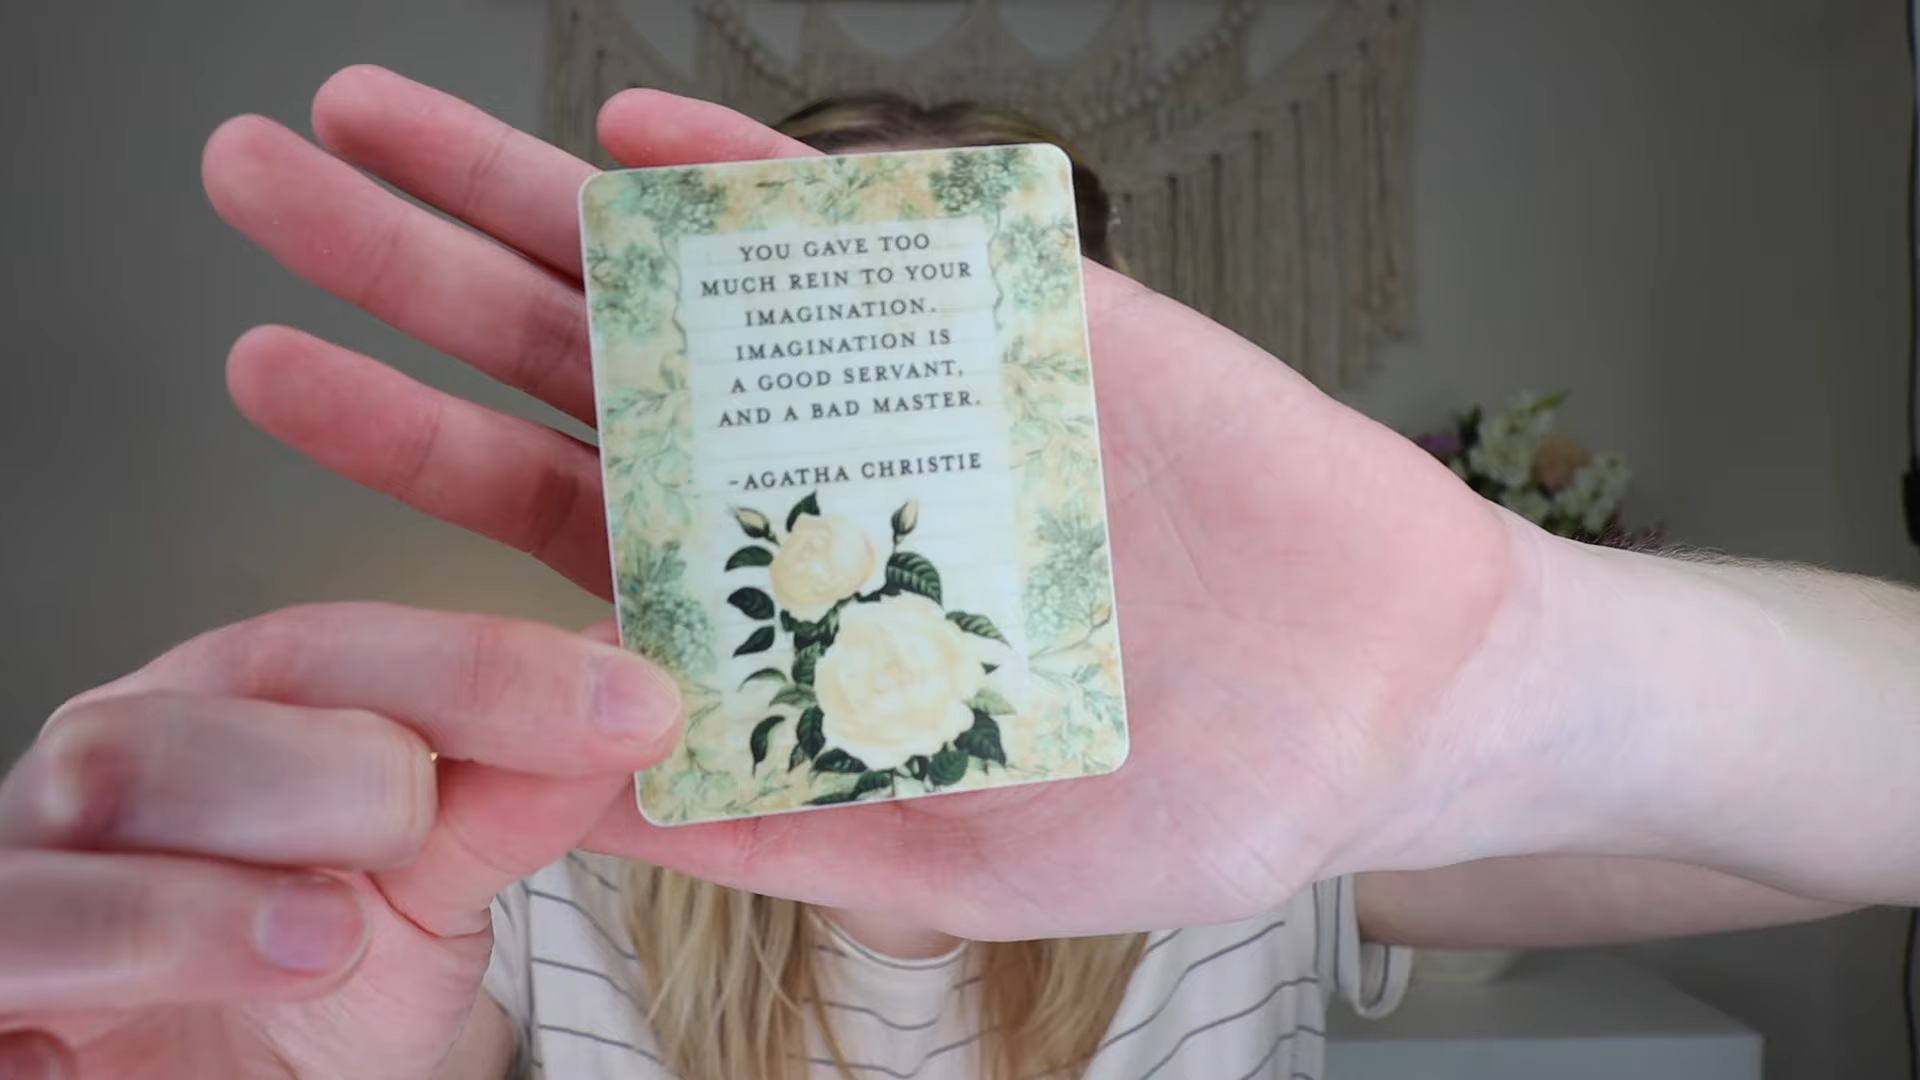 YOU GAVE TOO
MUCH REIN TO YOUR
IMAGINATION.
IMAGINATION IS
A GOOD SERVANT,
AND A BAD MASTER.
-AGATHA CHRISTIE